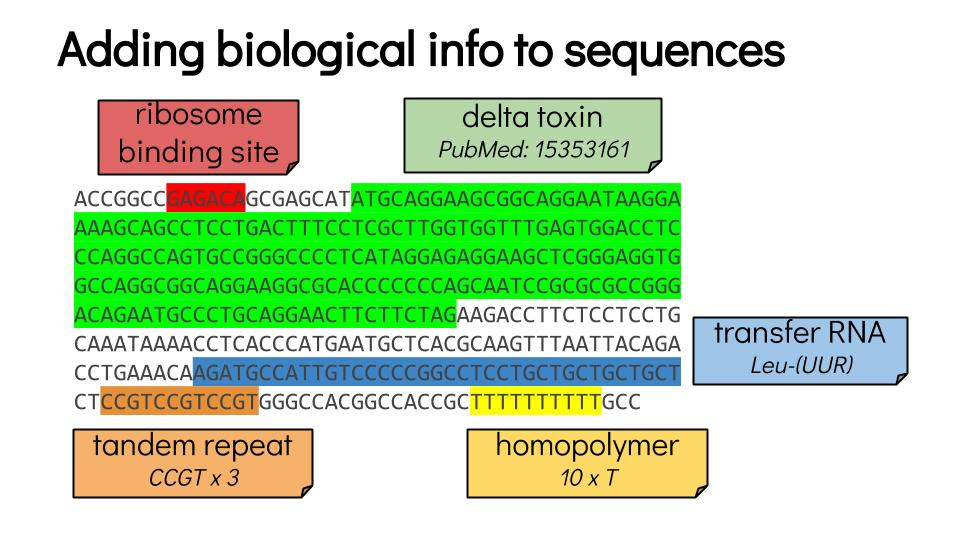 Adding biological info to sequences
ribosome
binding site
delta toxin
PubMed: 15353161
ACCGGCCGAGACAGCGAGCATATGCAGGAAGCGGCAGGAATAAGGA
AAAGCAGCCTCCTGACTTTCCTCGCTTGGTGGTTTGAGTGGACCTC
CCAGGCCAGTGCCGGGCCCCTCATAGGAGAGGAAGCTCGGGAGGTG
GCCAGGCGGCAGGAAGGCGCACCCCCCCAGCAATCCGCGCGCCGGG
ACAGAATGCCCTGCAGGAACTTCTTCTAGAAGACCTTCTCCTCCTG
CAAATAAAACCTCACCCATGAATGCTCACGCAAGTTTAATTACAGA
CCTGAAACAAGATGCCATTGTCCCCCGGCCTCCTGCTGCTGCTGCT
CTCCGTCCGTCCGTGGGCCACGGCCACCGCTTTTTTTTTTGCC
transfer RNA
Leu-(UUR)
tandem repeat
CCGT x 3
homopolymer
10 x T